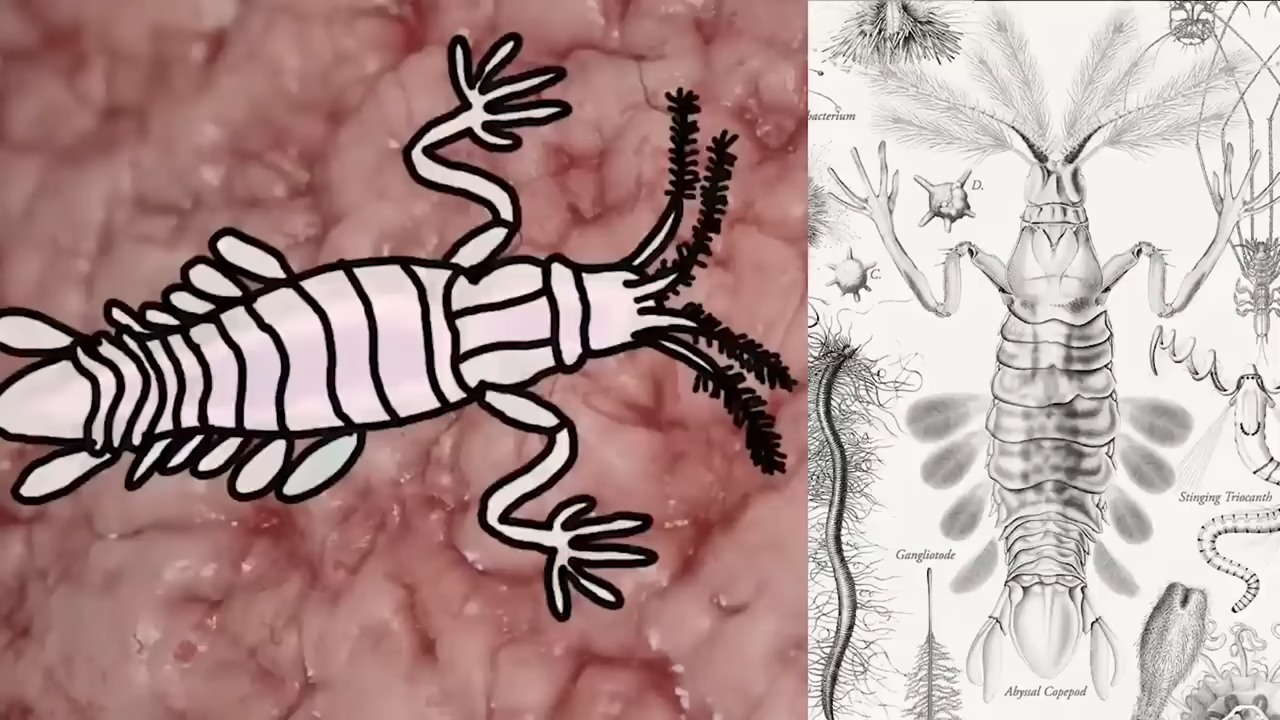 bacterium
D.
C.
Stinging Triocanth
Gangliotode
Abyssal Copepod